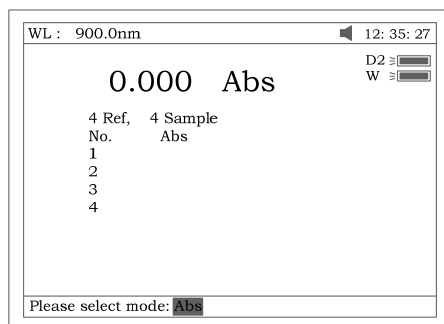 WL : 900.0nm 12: 35: 27
D2
W
0.000 Abs
4 Ref, 4 Sample
No. Abs
1
2
3
4
Please select mode: Abs